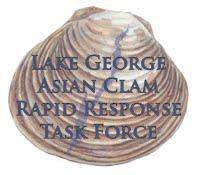 Lake George
Asian Clam
Rapid Response
Task Force